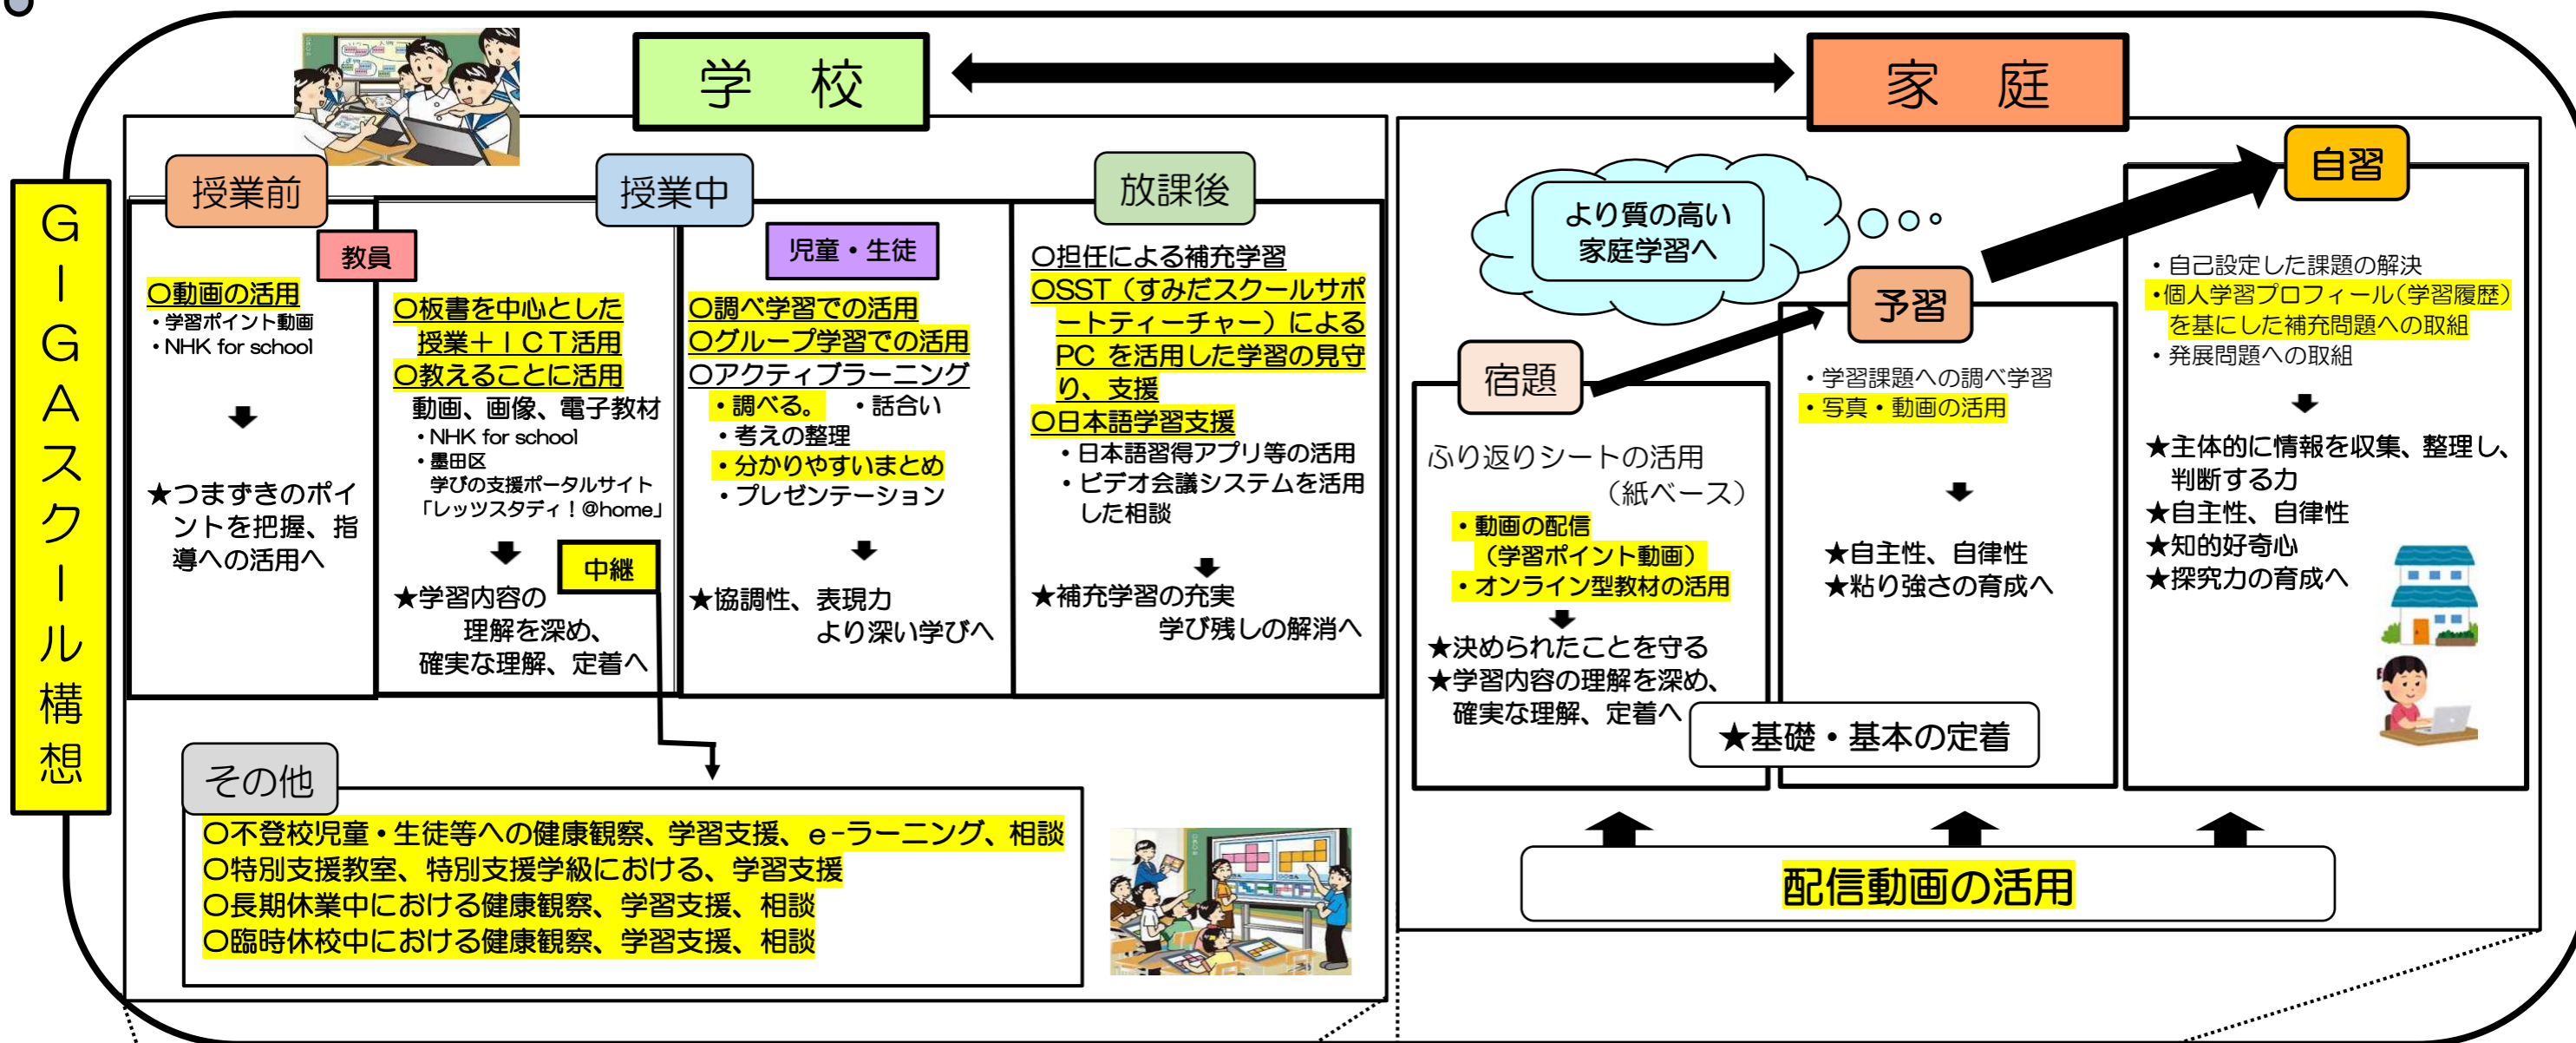 GIGAスクール構想
学校
家庭
授業前
○動画の活用
・学習ポイント動画
・NHK for school
★つまずきのポイ
ントを把握、指
導への活用へ
授業中
教員
○板書を中心とした
授業+ICT活用
○教えることに活用
動画、画像、電子教材
・NHK for school
・墨田区
学びの支援ポータルサイト
「レッツスタディ！@home」
中継
★学習内容の
理解を深め、
確実な理解、定着へ
児童・生徒
○調べ学習での活用
○グループ学習での活用
○アクティブラーニング
・調べる。 ・話合い
・考えの整理
・分かりやすいまとめ
・プレゼンテーション
★協調性、表現力
より深い学びへ
放課後
○担任による補充学習
○SST（すみだスクールサポ
ートティーチャー）による
PC を活用した学習の見守
り、支援
○日本語学習支援
・日本語習得アプリ等の活用
・ビデオ会議システムを活用
した相談
★補充学習の充実
学び残しの解消へ
その他
○不登校児童・生徒等への健康観察、学習支援、e-ラーニング、相談
○特別支援教室、特別支援学級における、学習支援
○長期休業中における健康観察、学習支援、相談
○臨時休校中における健康観察、学習支援、相談
より質の高い
家庭学習へ
宿題
ふり返りシートの活用
（紙ベース）
・動画の配信
（学習ポイント動画）
・オンライン型教材の活用
★決められたことを守る
★学習内容の理解を深め、
確実な理解、定着へ
予習
・学習課題への調べ学習
・写真・動画の活用
★自主性、自律性
★粘り強さの育成へ
★基礎・基本の定着
自習
・自己設定した課題の解決
・個人学習プロフィール（学習履歴）
を基にした補充問題への取組
・発展問題への取組
★主体的に情報を収集、整理し、
判断する力
★自主性、自律性
★知的好奇心
★探究力の育成へ
配信動画の活用